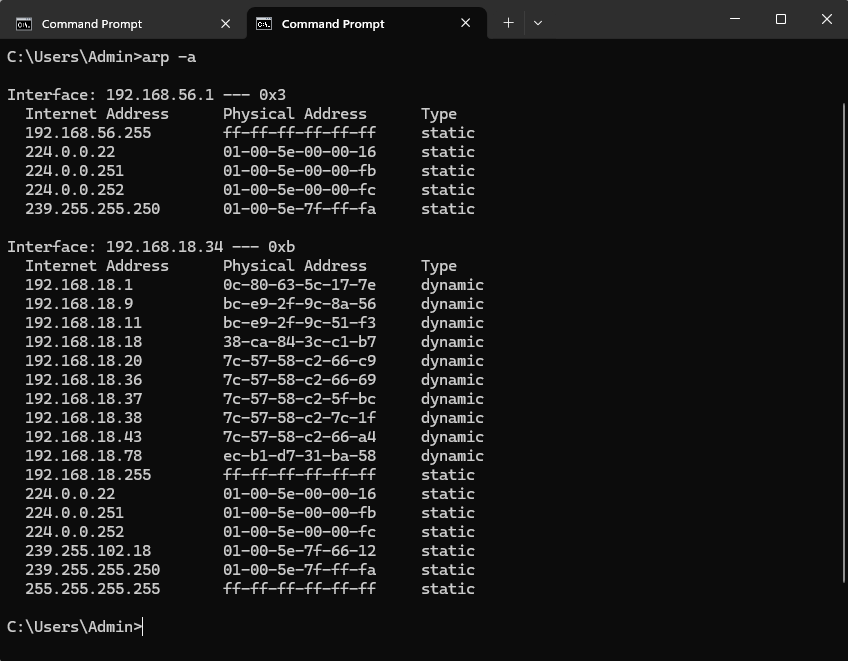 Command Prompt
Command Prompt
C:\Users\Admin>arp -a
Interface: 192.168.56.1 --- 0x3
  Internet Address      Physical Address      Type
  192.168.56.255        ff-ff-ff-ff-ff-ff     static
  224.0.0.22            01-00-5e-00-00-16     static
  224.0.0.251           01-00-5e-00-00-fb     static
  224.0.0.252           01-00-5e-00-00-fc     static
  239.255.255.250       01-00-5e-7f-ff-fa     static
Interface: 192.168.18.34 --- 0xb
  Internet Address      Physical Address      Type
  192.168.18.1          0c-80-63-5c-17-7e     dynamic
  192.168.18.9          bc-e9-2f-9c-8a-56     dynamic
  192.168.18.11         bc-e9-2f-9c-51-f3     dynamic
  192.168.18.18         38-ca-84-3c-c1-b7     dynamic
  192.168.18.20         7c-57-58-c2-66-c9     dynamic
  192.168.18.36         7c-57-58-c2-66-69     dynamic
  192.168.18.37         7c-57-58-c2-5f-bc     dynamic
  192.168.18.38         7c-57-58-c2-7c-1f     dynamic
  192.168.18.43         7c-57-58-c2-66-a4     dynamic
  192.168.18.78         ec-b1-d7-31-ba-58     dynamic
  192.168.18.255        ff-ff-ff-ff-ff-ff     static
  224.0.0.22            01-00-5e-00-00-16     static
  224.0.0.251           01-00-5e-00-00-fb     static
  224.0.0.252           01-00-5e-00-00-fc     static
  239.255.102.18        01-00-5e-7f-66-12     static
  239.255.255.250       01-00-5e-7f-ff-fa     static
  255.255.255.255       ff-ff-ff-ff-ff-ff     static
C:\Users\Admin>